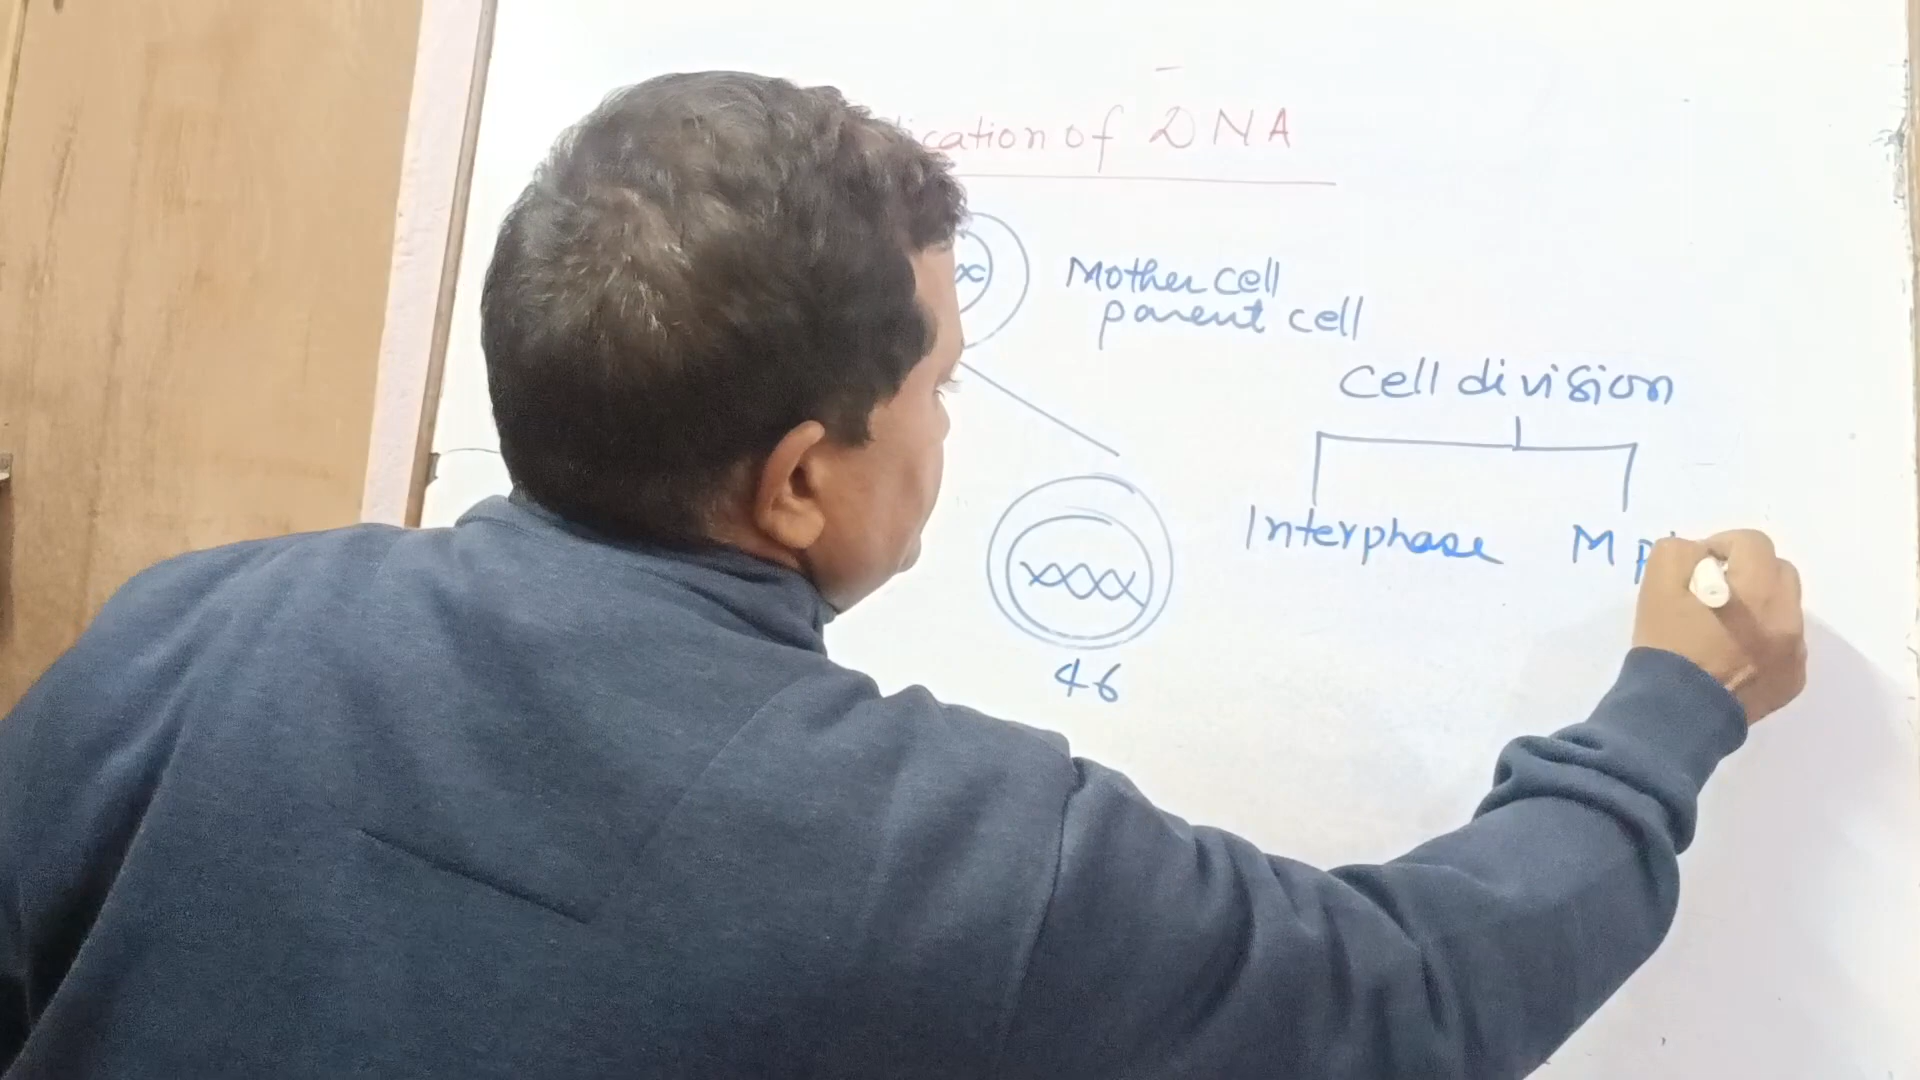 ication of DNA
Mother cell
parent cell
Cell division
Interphase M p
46